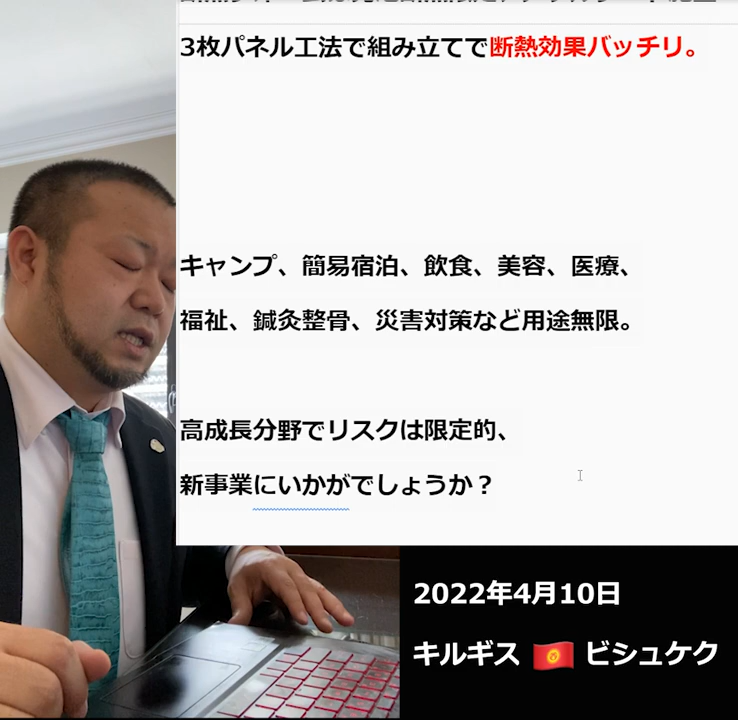 3枚パネル工法で組み立てで断熱効果バッチリ。
キャンプ、簡易宿泊、飲食、美容、医療、
福祉、鍼灸整骨、災害対策など用途無限。
高成長分野でリスクは限定的、
新事業にいかがでしょうか？
2022年4月10日
キルギス 🇰🇬 ビシュケク